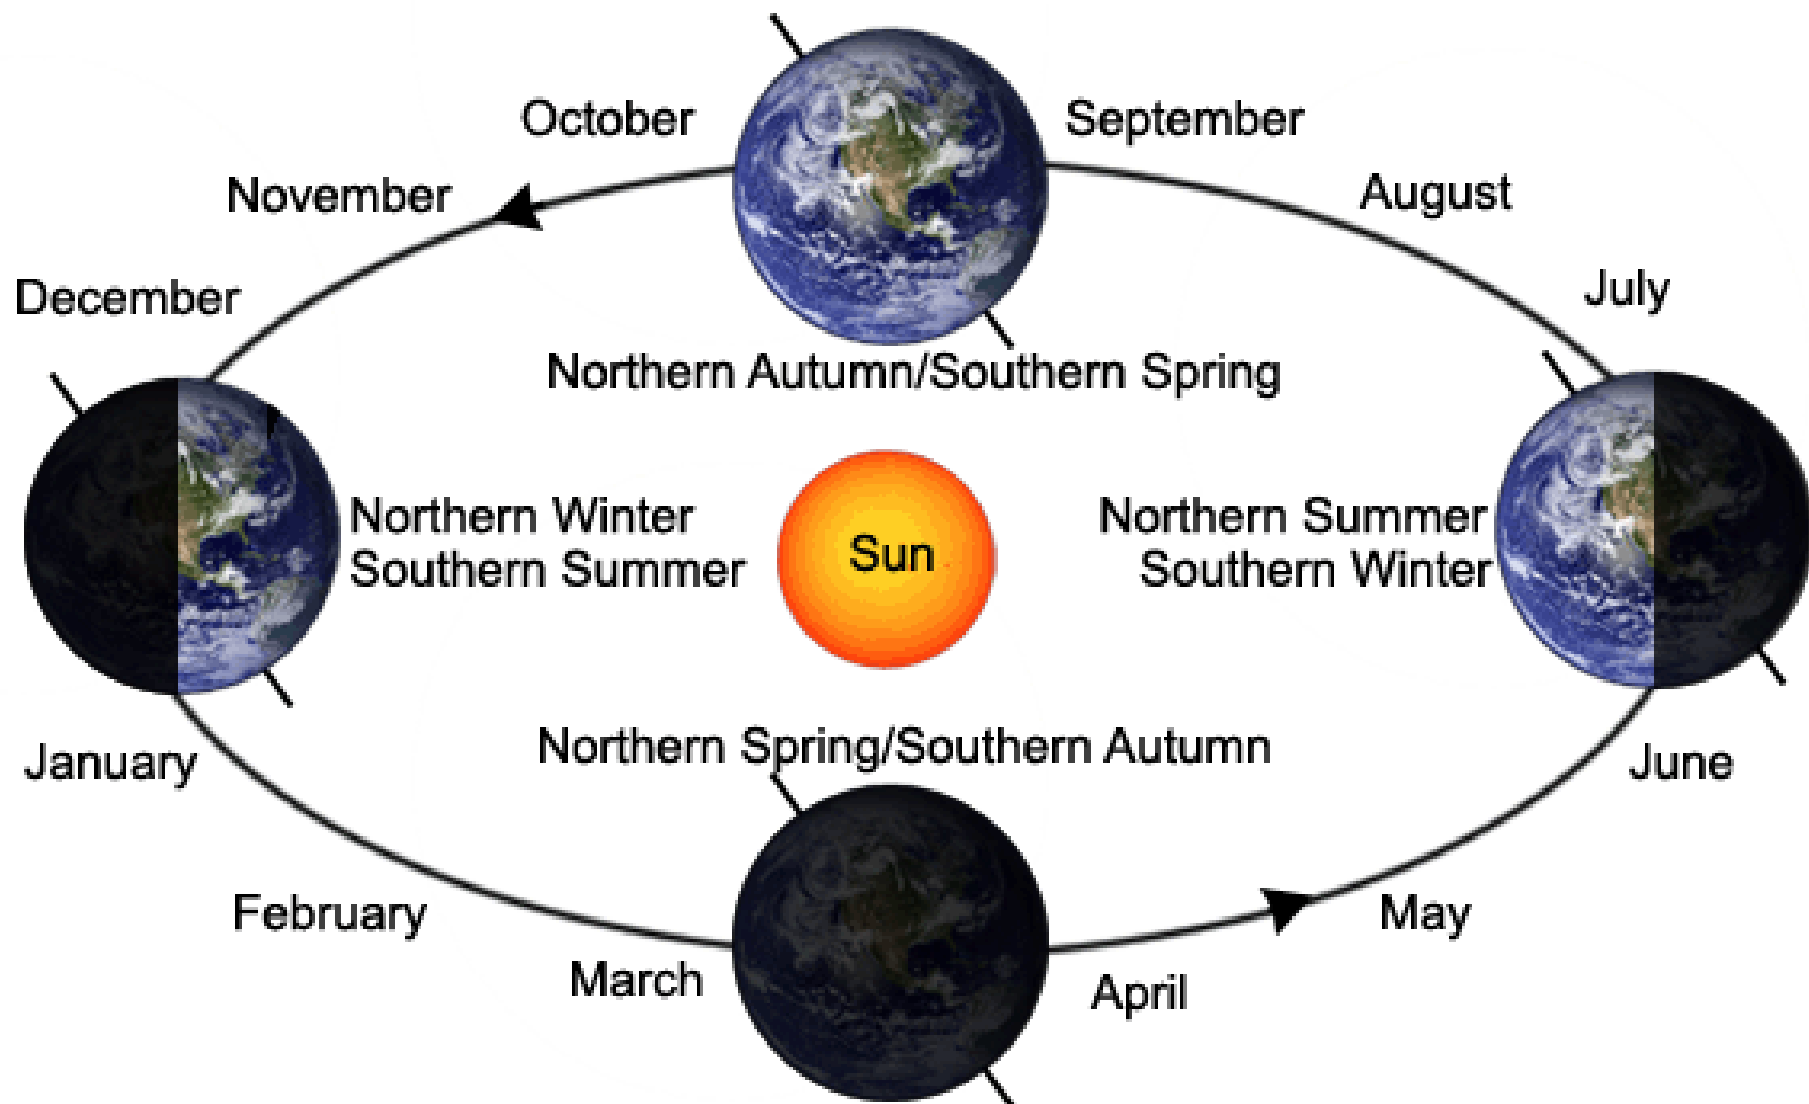 October
September
November
August
December
July
Northern Autumn/Southern Spring
Northern Winter
Southern Summer
Sun
Northern Summer
Southern Winter
Northern Spring/Southern Autumn
January
June
February
May
March
April